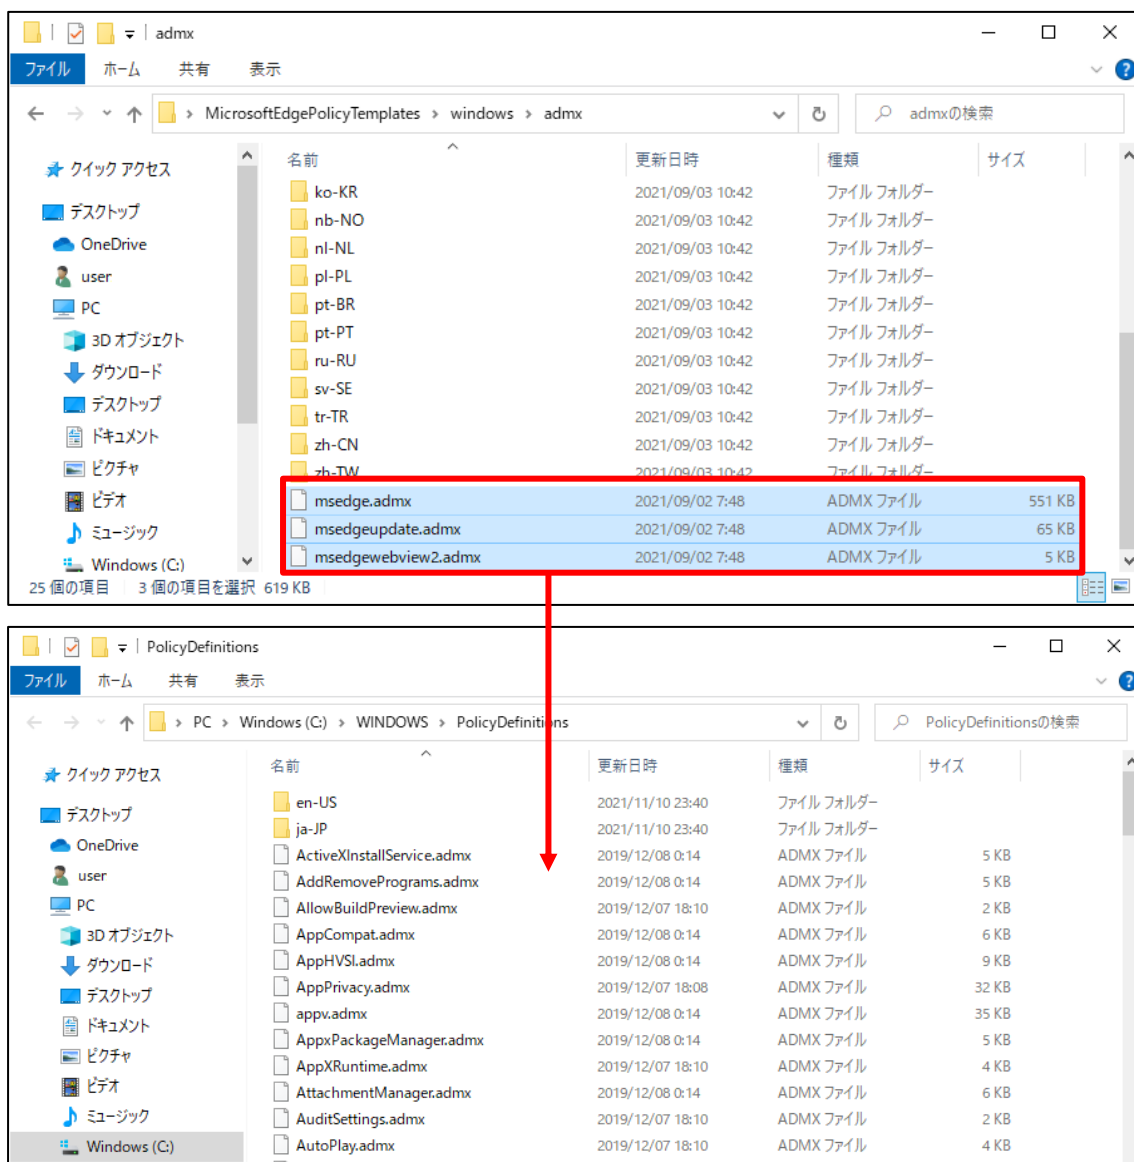 admx
ファイル ホーム 共有 表示
MicrosoftEdgePolicyTemplates > windows > admx admxの検索
名前 更新日時 種類 サイズ
クイック アクセス
デスクトップ
OneDrive
user
PC
3D オブジェクト
ダウンロード
デスクトップ
ドキュメント
ピクチャ
ビデオ
ミュージック
Windows (C:)
ko-KR 2021/09/03 10:42 ファイル フォルダー
nb-NO 2021/09/03 10:42 ファイル フォルダー
nl-NL 2021/09/03 10:42 ファイル フォルダー
pl-PL 2021/09/03 10:42 ファイル フォルダー
pt-BR 2021/09/03 10:42 ファイル フォルダー
pt-PT 2021/09/03 10:42 ファイル フォルダー
ru-RU 2021/09/03 10:42 ファイル フォルダー
sv-SE 2021/09/03 10:42 ファイル フォルダー
tr-TR 2021/09/03 10:42 ファイル フォルダー
zh-CN 2021/09/03 10:42 ファイル フォルダー
zh-TW 2021/09/03 10:42 ファイル フォルダー
msedge.admx 2021/09/02 7:48 ADMX ファイル 551 KB
msedgeupdate.admx 2021/09/02 7:48 ADMX ファイル 65 KB
msedgewebview2.admx 2021/09/02 7:48 ADMX ファイル 5 KB
25 個の項目 3 個の項目を選択 619 KB
PolicyDefinitions
ファイル ホーム 共有 表示
PC > Windows (C:) > WINDOWS > PolicyDefinitions PolicyDefinitionsの検索
名前 更新日時 種類 サイズ
クイック アクセス
デスクトップ
OneDrive
user
PC
3D オブジェクト
ダウンロード
デスクトップ
ドキュメント
ピクチャ
ビデオ
ミュージック
Windows (C:)
en-US 2021/11/10 23:40 ファイル フォルダー
ja-JP 2021/11/10 23:40 ファイル フォルダー
ActiveXInstallService.admx 2019/12/08 0:14 ADMX ファイル 5 KB
AddRemovePrograms.admx 2019/12/08 0:14 ADMX ファイル 5 KB
AllowBuildPreview.admx 2019/12/07 18:10 ADMX ファイル 2 KB
AppCompat.admx 2019/12/08 0:14 ADMX ファイル 6 KB
AppHVSI.admx 2019/12/08 0:14 ADMX ファイル 9 KB
AppPrivacy.admx 2019/12/07 18:08 ADMX ファイル 32 KB
appv.admx 2019/12/08 0:14 ADMX ファイル 35 KB
AppxPackageManager.admx 2019/12/08 0:14 ADMX ファイル 5 KB
AppXRuntime.admx 2019/12/07 18:10 ADMX ファイル 4 KB
AttachmentManager.admx 2019/12/08 0:14 ADMX ファイル 6 KB
AuditSettings.admx 2019/12/07 18:10 ADMX ファイル 2 KB
AutoPlay.admx 2019/12/07 18:10 ADMX ファイル 4 KB